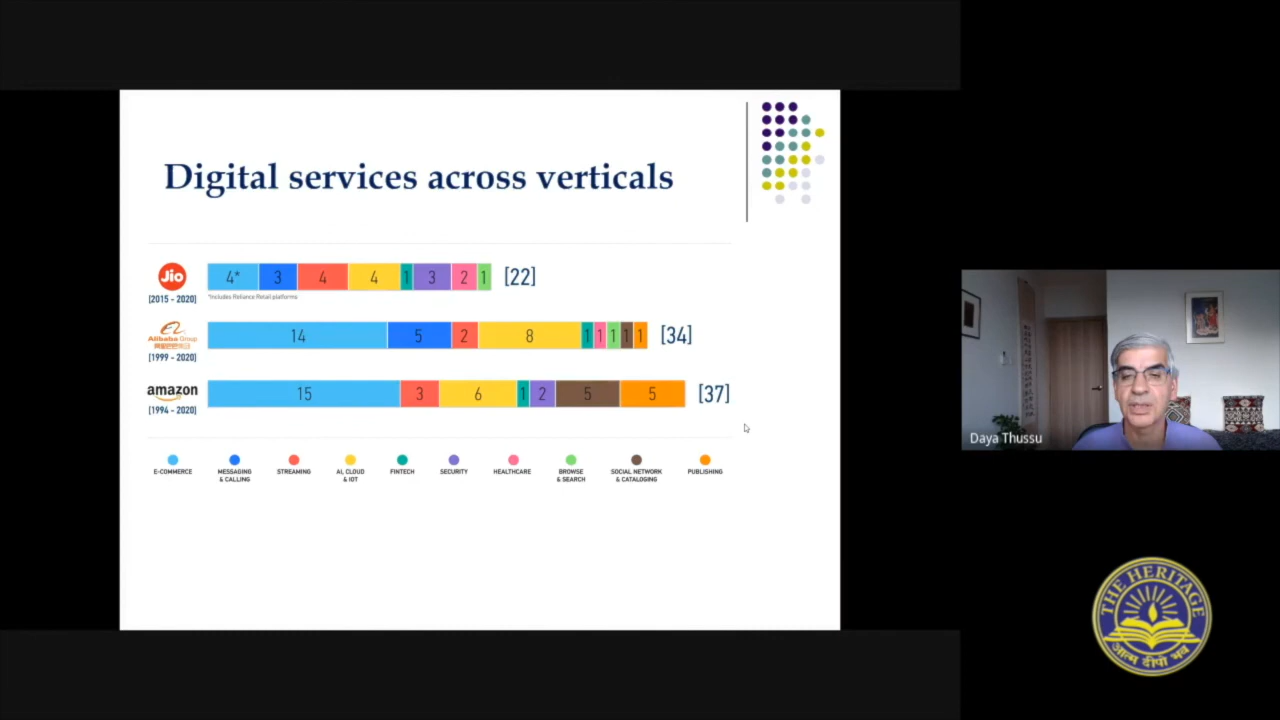 Digital services across verticals
Jio
[2015 - 2020]
4* 3 4 4 1 3 2 1 [22]
*Includes Reliance Retail platforms
Alibaba Group
[1999 - 2020]
14 5 2 8 1 1 1 1 1 [34]
amazon
[1994 - 2020]
15 3 6 1 2 5 5 [37]
E-COMMERCE
MESSAGING
& CALLING
STREAMING
AI, CLOUD
& IOT
FINTECH
SECURITY
HEALTHCARE
BROWSE
& SEARCH
SOCIAL NETWORK
& CATALOGING
PUBLISHING
Daya Thussu
THE HERITAGE
आत्म दीपो भव